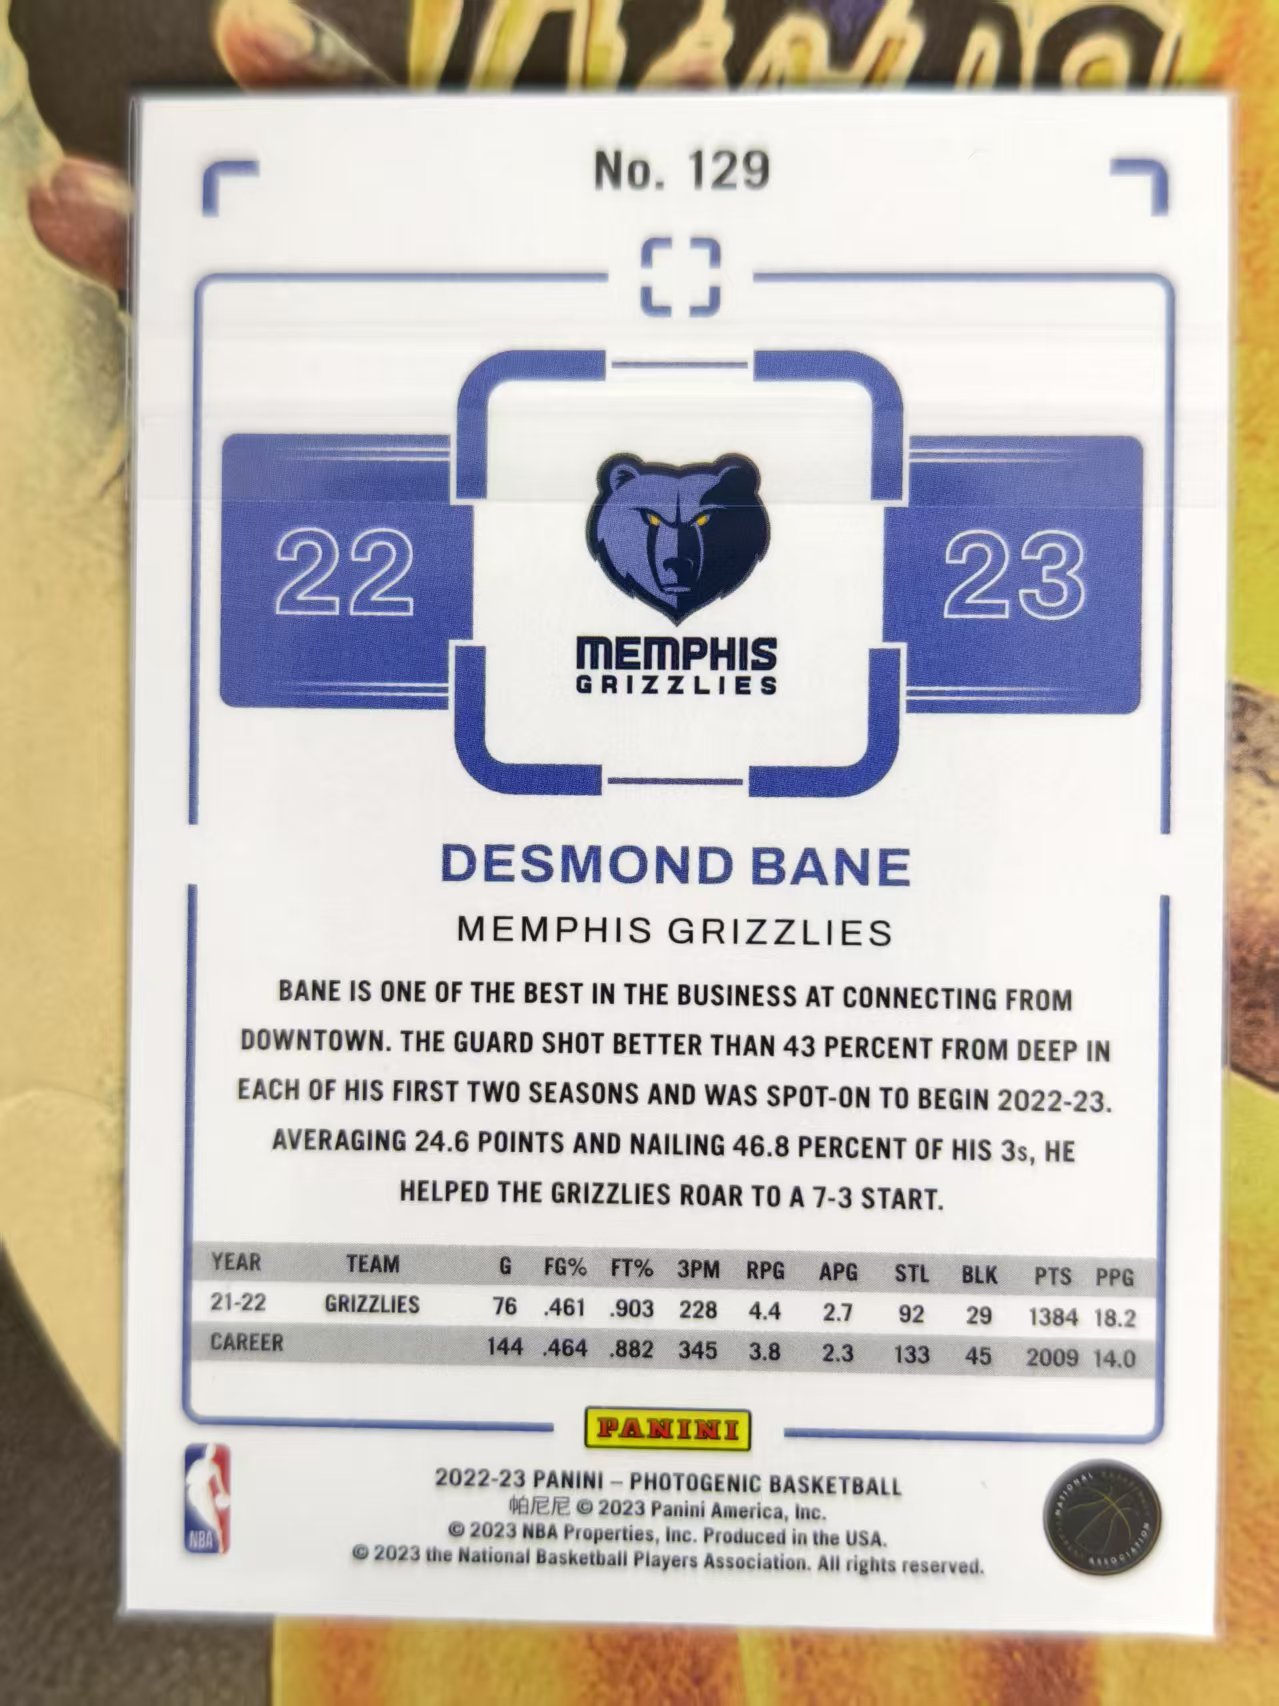 No. 129
22
23
MEMPHIS
GRIZZLIES
DESMOND BANE
MEMPHIS GRIZZLIES
BANE IS ONE OF THE BEST IN THE BUSINESS AT CONNECTING FROM
DOWNTOWN. THE GUARD SHOT BETTER THAN 43 PERCENT FROM DEEP IN
EACH OF HIS FIRST TWO SEASONS AND WAS SPOT-ON TO BEGIN 2022-23.
AVERAGING 24.6 POINTS AND NAILING 46.8 PERCENT OF HIS 3s, HE
HELPED THE GRIZZLIES ROAR TO A 7-3 START.
YEAR TEAM G FG% FT% 3PM RPG APG STL BLK PTS PPG
21-22 GRIZZLIES 76 .461 .903 228 4.4 2.7 92 29 1384 18.2
CAREER 144 .464 .882 345 3.8 2.3 133 45 2009 14.0
PANINI
2022-23 PANINI – PHOTOGENIC BASKETBALL
帕尼尼 © 2023 Panini America, Inc.
© 2023 NBA Properties, Inc. Produced in the USA.
© 2023 the National Basketball Players Association. All rights reserved.
NBA
NATIONAL BASKETBALL
ASSOCIATION